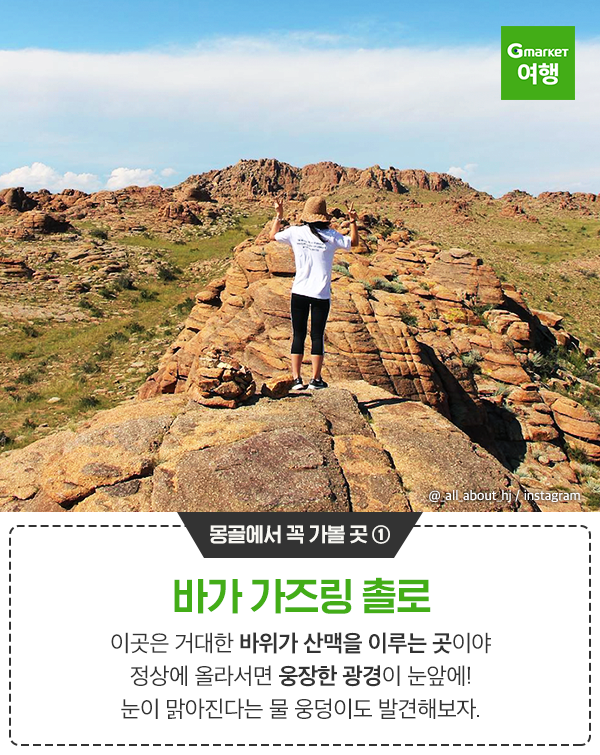 Gmarket
여행
@ all about hj / instagram
몽골에서 꼭 가볼 곳 ①
바가 가즈링 촐로
이곳은 거대한 바위가 산맥을 이루는 곳이야
정상에 올라서면 웅장한 광경이 눈앞에!
눈이 맑아진다는 물 웅덩이도 발견해보자.